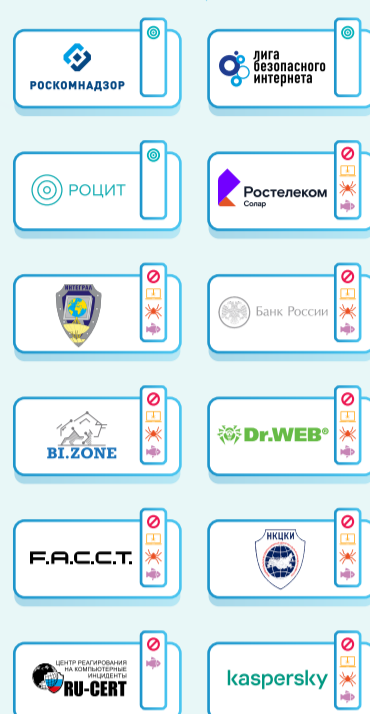 РОСКОМНАДЗОР
лига
безопасного
интернета
РОЦИТ
Ростелеком
Солар
ИНТЕГРАЛ
Банк России
BI.ZONE
Dr.WEB®
F.A.C.C.T.
НКЦКИ
ЦЕНТР РЕАГИРОВАНИЯ
НА КОМПЬЮТЕРНЫЕ
ИНЦИДЕНТЫ
RU-CERT
kaspersky